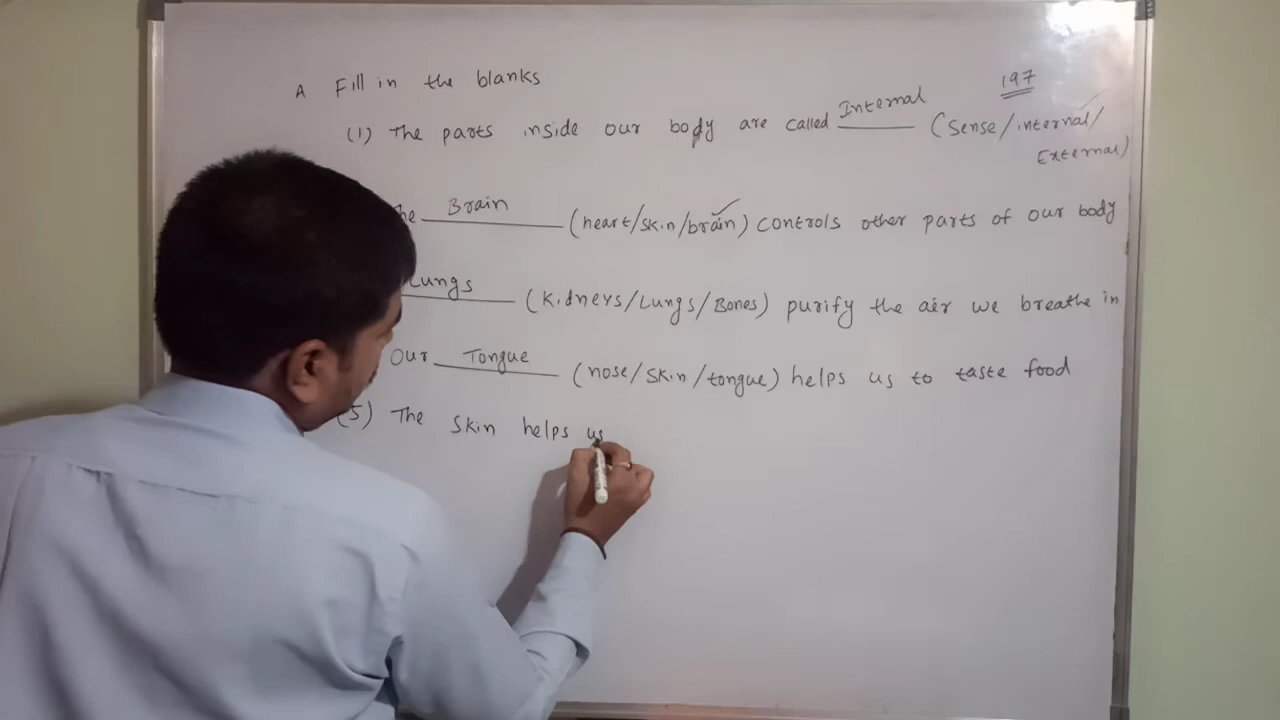 A Fill in the blanks
197
(1) The parts inside our body are called Internal (Sense/internal/
External)
he Brain (heart/skin/brain) controls other parts of our body
Lungs (Kidneys/Lungs/Bones) purify the air we breathe in
Our Tongue (nose/skin/tongue) helps us to taste food
(5) The skin helps us